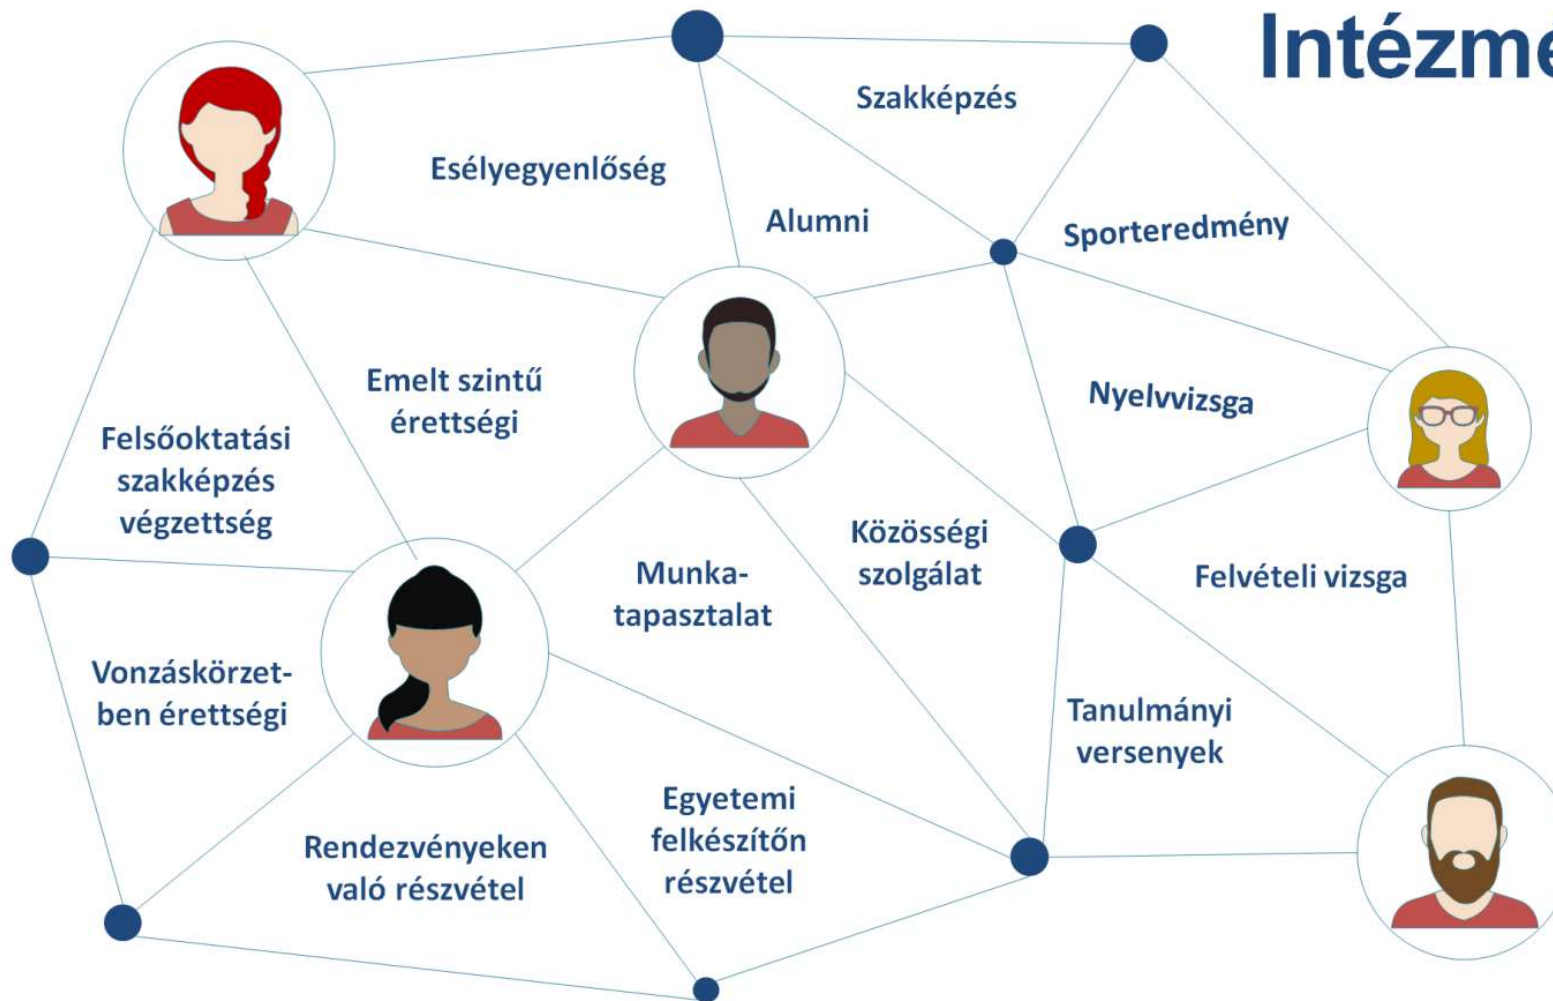 Intézmé
Szakképzés
Esélyegyenlőség
Alumni
Sporteredmény
Emelt szintű
érettségi
Nyelvvizsga
Felsőoktatási
szakképzés
végzettség
Közösségi
szolgálat
Munka-
tapasztalat
Felvételi vizsga
Vonzáskörzet-
ben érettségi
Tanulmányi
versenyek
Egyetemi
felkészítőn
részvétel
Rendezvényeken
való részvétel